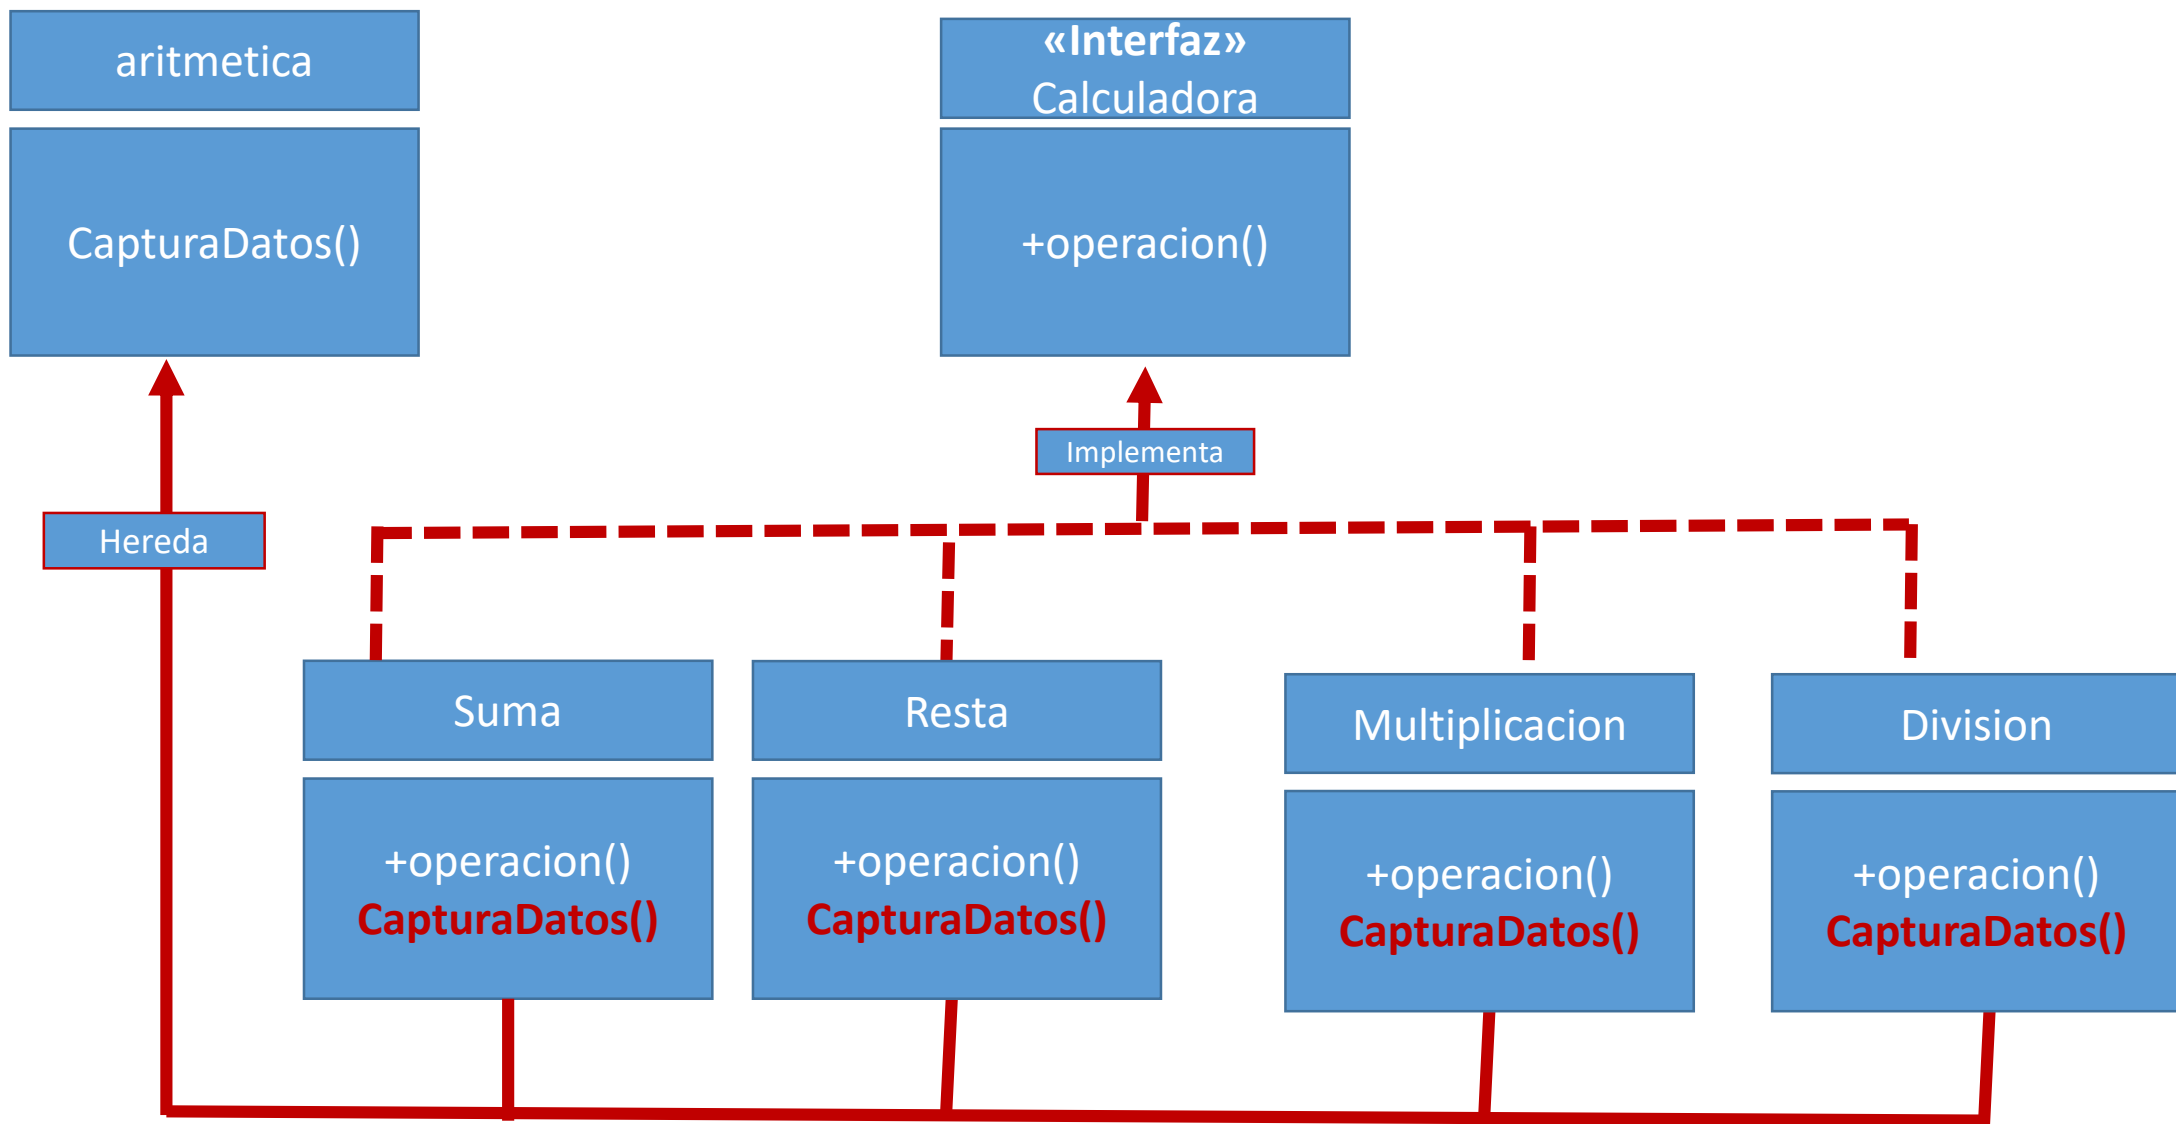 aritmetica
CapturaDatos()
«Interfaz»
Calculadora
+operacion()
Implementa
Hereda
Suma
+operacion()
CapturaDatos()
Resta
+operacion()
CapturaDatos()
Multiplicacion
+operacion()
CapturaDatos()
Division
+operacion()
CapturaDatos()